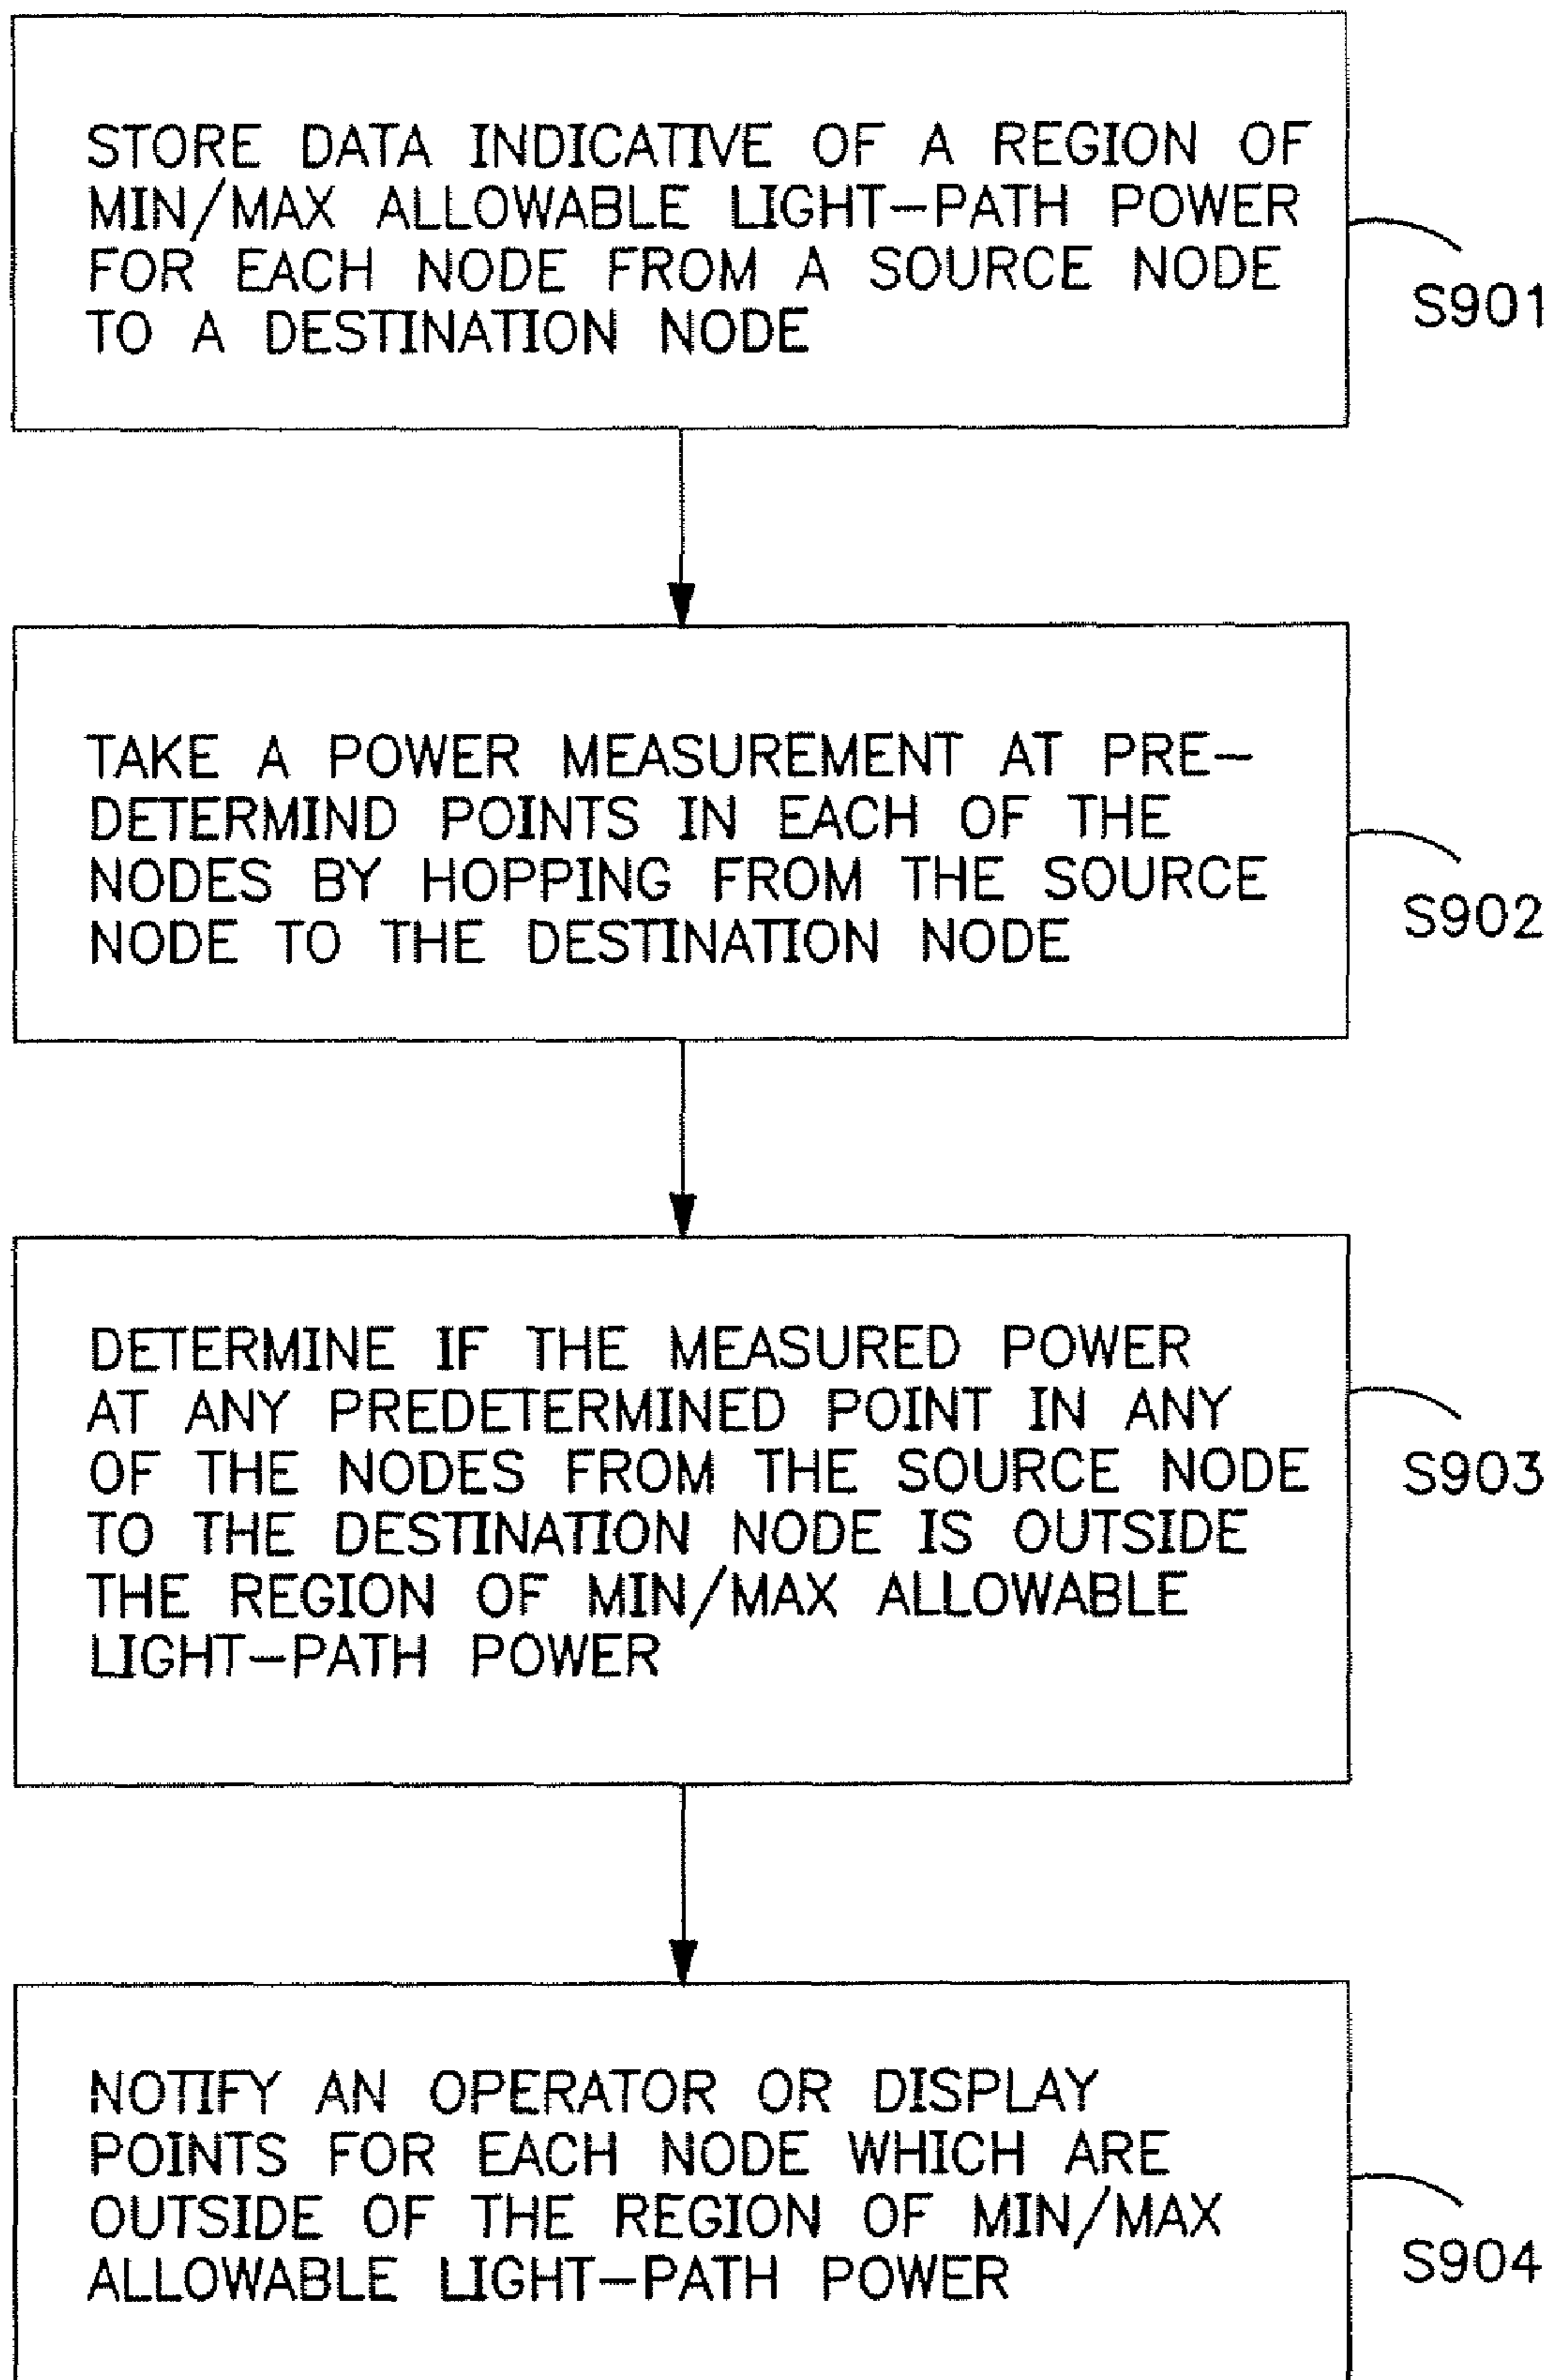 STORE DATA INDICATIVE OF A REGION OF
MIN/MAX ALLOWABLE LIGHT-PATH POWER
FOR EACH NODE FROM A SOURCE NODE
TO A DESTINATION NODE
S901
TAKE A POWER MEASUREMENT AT PRE-
DETERMIND POINTS IN EACH OF THE
NODES BY HOPPING FROM THE SOURCE
NODE TO THE DESTINATION NODE
S902
DETERMINE IF THE MEASURED POWER
AT ANY PREDETERMINED POINT IN ANY
OF THE NODES FROM THE SOURCE NODE
TO THE DESTINATION NODE IS OUTSIDE
THE REGION OF MIN/MAX ALLOWABLE
LIGHT-PATH POWER
S903
NOTIFY AN OPERATOR OR DISPLAY
POINTS FOR EACH NODE WHICH ARE
OUTSIDE OF THE REGION OF MIN/MAX
ALLOWABLE LIGHT-PATH POWER
S904